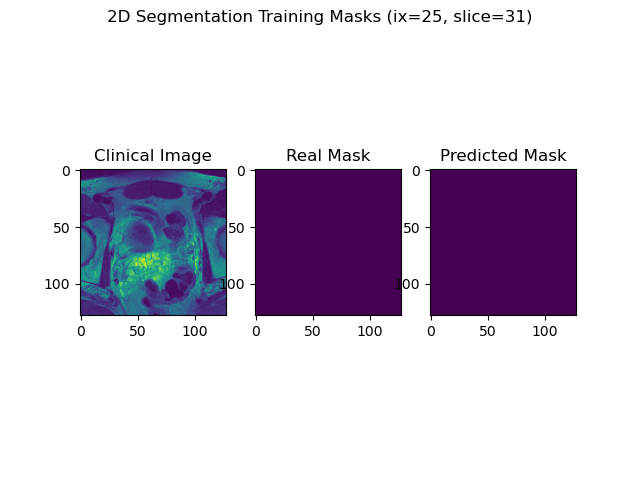 2D Segmentation Training Masks (ix=25, slice=31)
Clinical Image Real Mask Predicted Mask
0 0 0
50 50 50
100 100 100
0 50 100 0 50 100 0 50 100